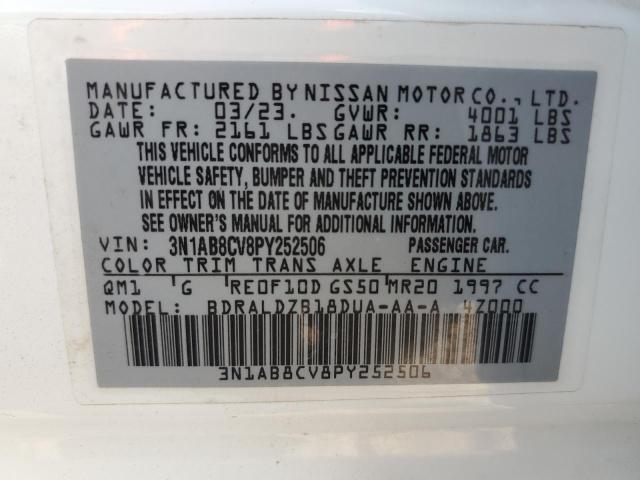 MANUFACTURED BY NISSAN MOTOR CO., LTD.
DATE: 03/23. GVWR: 4001 LBS
GAWR FR: 2161 LBS GAWR RR: 1863 LBS
THIS VEHICLE CONFORMS TO ALL APPLICABLE FEDERAL MOTOR
VEHICLE SAFETY, BUMPER AND THEFT PREVENTION STANDARDS
IN EFFECT ON THE DATE OF MANUFACTURE SHOWN ABOVE.
SEE OWNER'S MANUAL FOR ADDITIONAL INFORMATION.
VIN: 3N1AB8CV8PY252506 PASSENGER CAR.
COLOR TRIM TRANS AXLE ENGINE
QM1 G RE0F10D GS50 MR20 1997 CC
MODEL: BDRALDZB18DUA-AA-A 4Z000
3N1AB8CV8PY252506